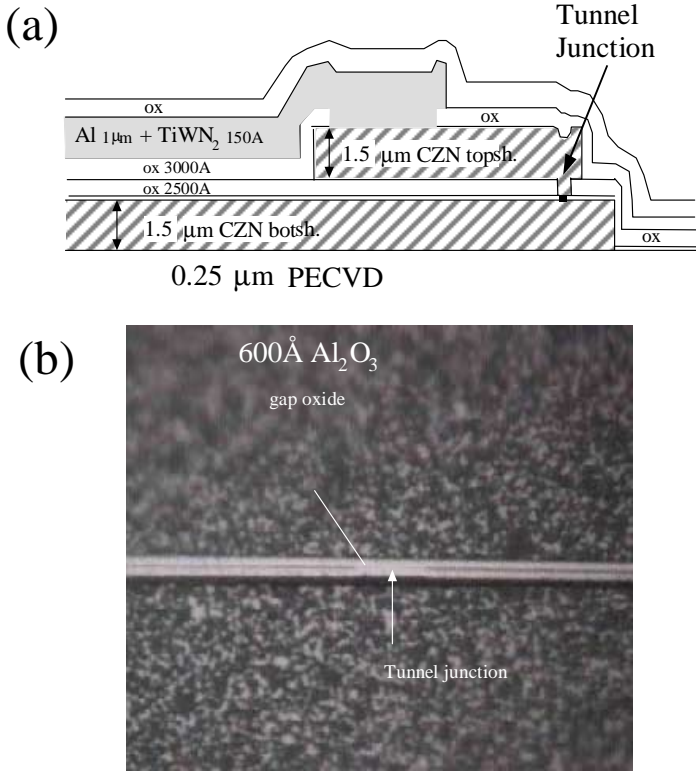 (a)
Tunnel
Junction
ox
Al 1µm + TiWN2 150A
ox
1.5 µm CZN topsh.
ox 3000A
ox 2500A
1.5 µm CZN botsh.
ox
0.25 µm PECVD
(b)
600Å Al2O3
gap oxide
Tunnel junction